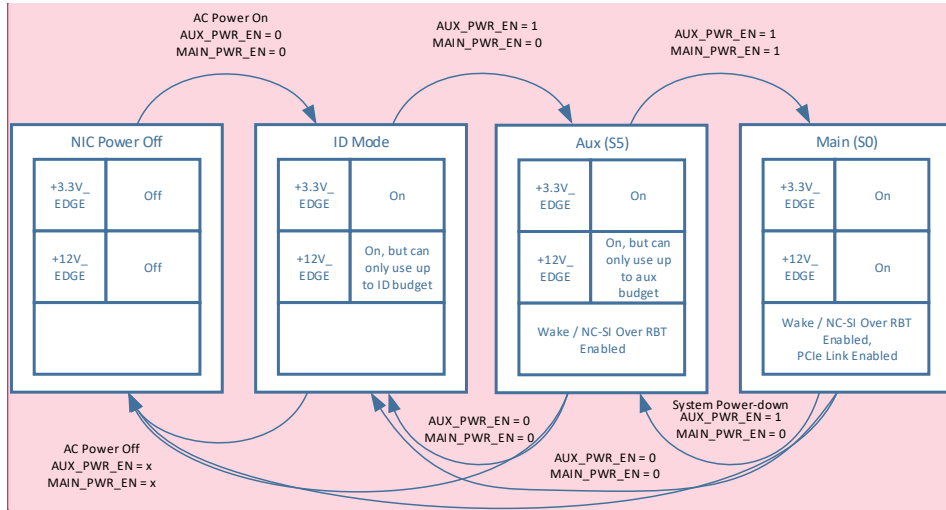 AC Power On
AUX_PWR_EN = 0
MAIN_PWR_EN = 0
AUX_PWR_EN = 1
MAIN_PWR_EN = 0
AUX_PWR_EN = 1
MAIN_PWR_EN = 1
NIC Power Off
+3.3V_
EDGE
Off
+12V_
EDGE
Off
ID Mode
+3.3V_
EDGE
On
+12V_
EDGE
On, but can
only use up
to ID budget
Aux (S5)
+3.3V_
EDGE
On
+12V_
EDGE
On, but can
only use up
to aux
budget
Wake / NC-SI Over RBT
Enabled
Main (S0)
+3.3V_
EDGE
On
+12V_
EDGE
On
Wake / NC-SI Over RBT
Enabled,
PCIe Link Enabled
AC Power Off
AUX_PWR_EN = x
MAIN_PWR_EN = x
AUX_PWR_EN = 0
MAIN_PWR_EN = 0
AUX_PWR_EN = 0
MAIN_PWR_EN = 0
System Power-down
AUX_PWR_EN = 1
MAIN_PWR_EN = 0